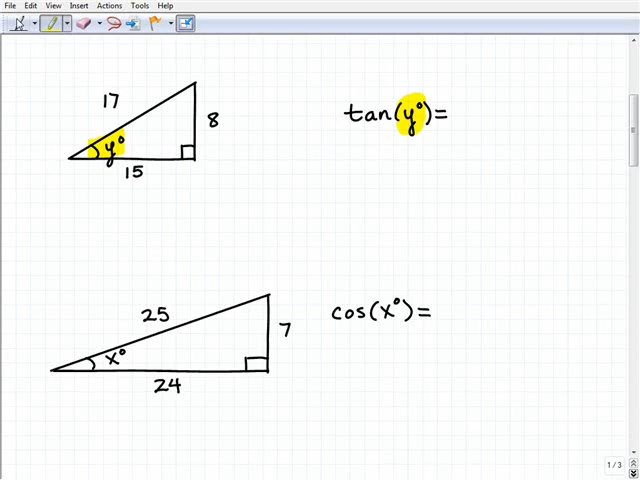 File Edit View Insert Actions Tools Help
17
8
y°
15
tan(y°)=
25
7
x°
24
cos(x°)=
1/3